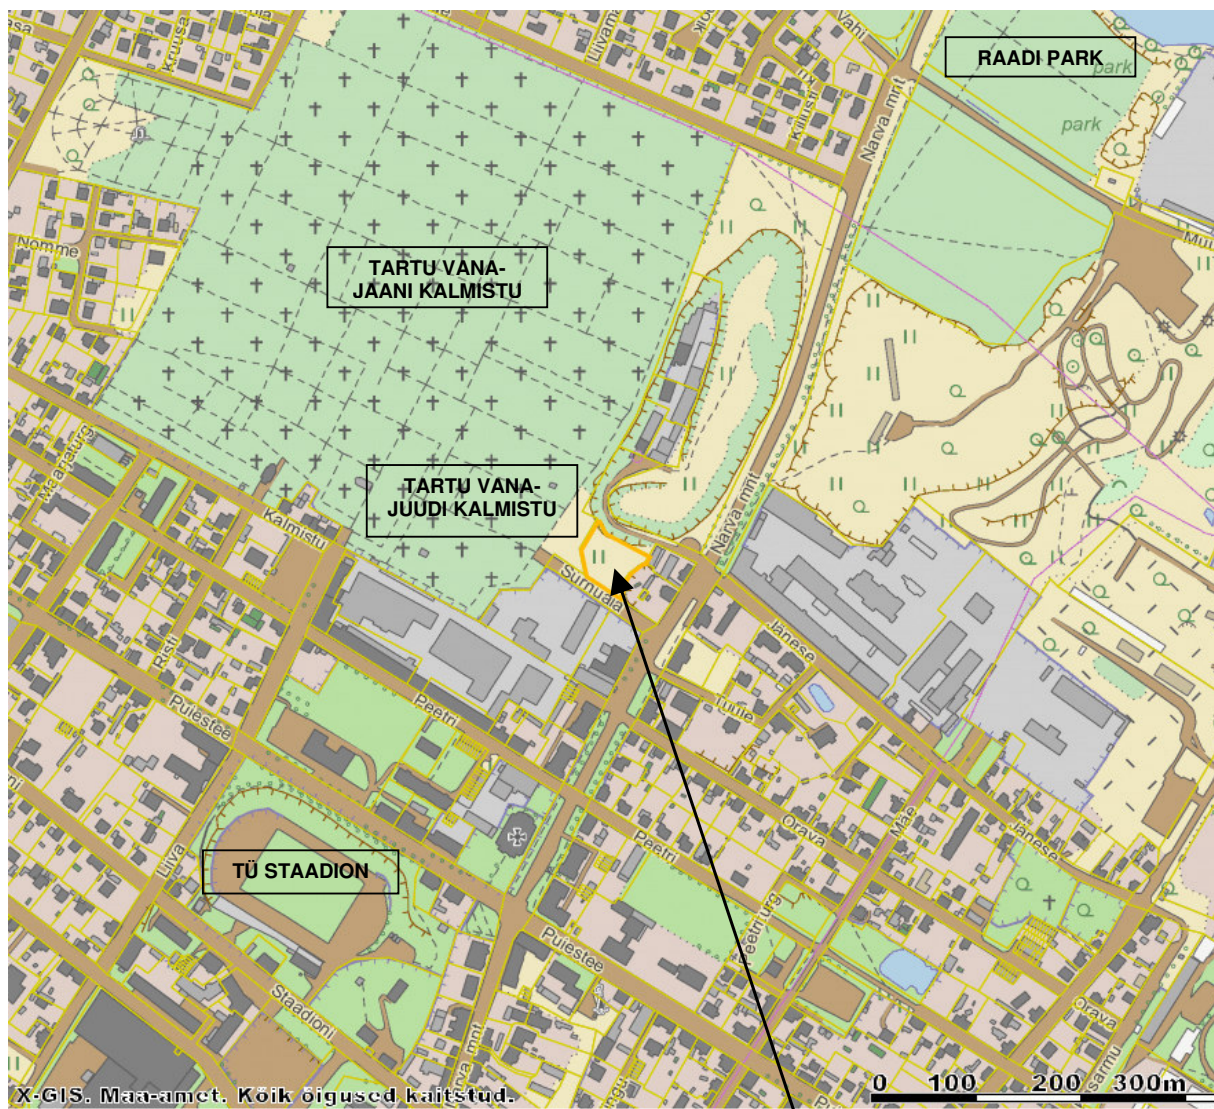 Kruusa
Liivama
Vahi
RAADI PARK
park
park
Narva mnt
Nõmme
TARTU VANA-
JAANI KALMISTU
TARTU VANA-
JUUDI KALMISTU
Kalmistu
Narva mnt
Surnuaia
Jänese
Risti
Puiestee
Peetri
Tuule
Liiva
TÜ STAADION
Peetri
Orava
Mäe
Jänese
Puiestee
Staadioni
Orava
X-GIS. Maa-amet. Kõik õigused kaitstud.
0 100 200 300m